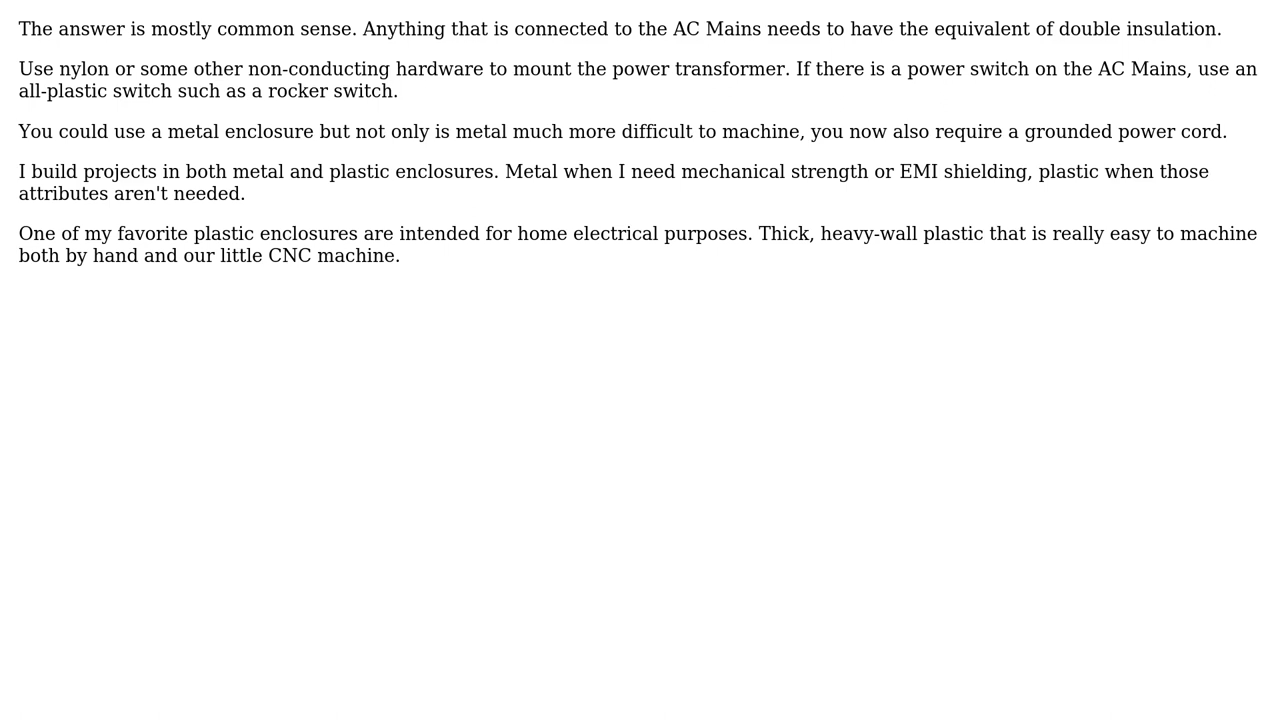 The answer is mostly common sense. Anything that is connected to the AC Mains needs to have the equivalent of double insulation.
Use nylon or some other non-conducting hardware to mount the power transformer. If there is a power switch on the AC Mains, use an
all-plastic switch such as a rocker switch.
You could use a metal enclosure but not only is metal much more difficult to machine, you now also require a grounded power cord.
I build projects in both metal and plastic enclosures. Metal when I need mechanical strength or EMI shielding, plastic when those
attributes aren't needed.
One of my favorite plastic enclosures are intended for home electrical purposes. Thick, heavy-wall plastic that is really easy to machine
both by hand and our little CNC machine.